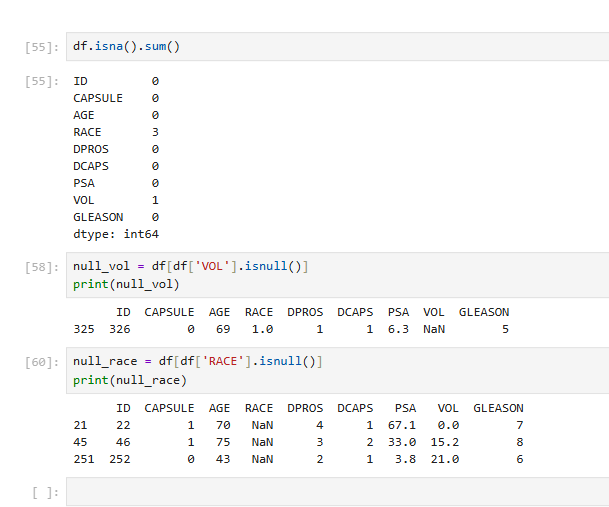 [55]: df.isna().sum()
[55]: ID 0
CAPSULE 0
AGE 0
RACE 3
DPROS 0
DCAPS 0
PSA 0
VOL 1
GLEASON 0
dtype: int64
[58]: null_vol = df[df['VOL'].isnull()]
print(null_vol)
ID CAPSULE AGE RACE DPROS DCAPS PSA VOL GLEASON
325 326 0 69 1.0 1 1 6.3 NaN 5
[60]: null_race = df[df['RACE'].isnull()]
print(null_race)
ID CAPSULE AGE RACE DPROS DCAPS PSA VOL GLEASON
21 22 1 70 NaN 4 1 67.1 0.0 7
45 46 1 75 NaN 3 2 33.0 15.2 8
251 252 0 43 NaN 2 1 3.8 21.0 6
[ ]: